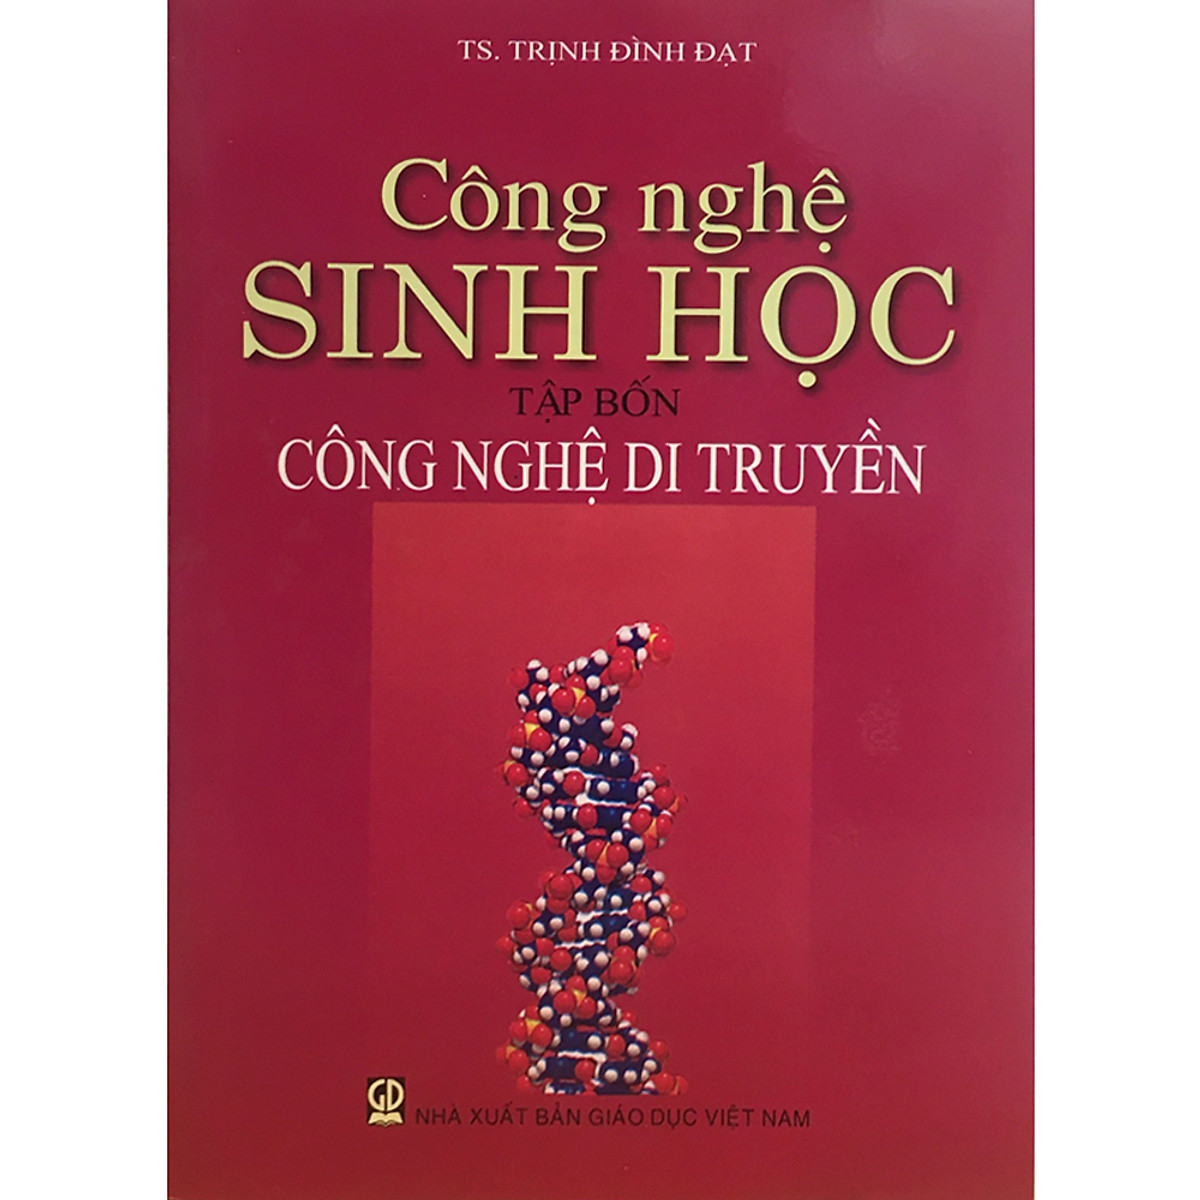 TS. TRỊNH ĐÌNH ĐẠT
Công nghệ
SINH HỌC
TẬP BỐN
CÔNG NGHỆ DI TRUYỀN
GD
NHÀ XUẤT BẢN GIÁO DỤC VIỆT NAM